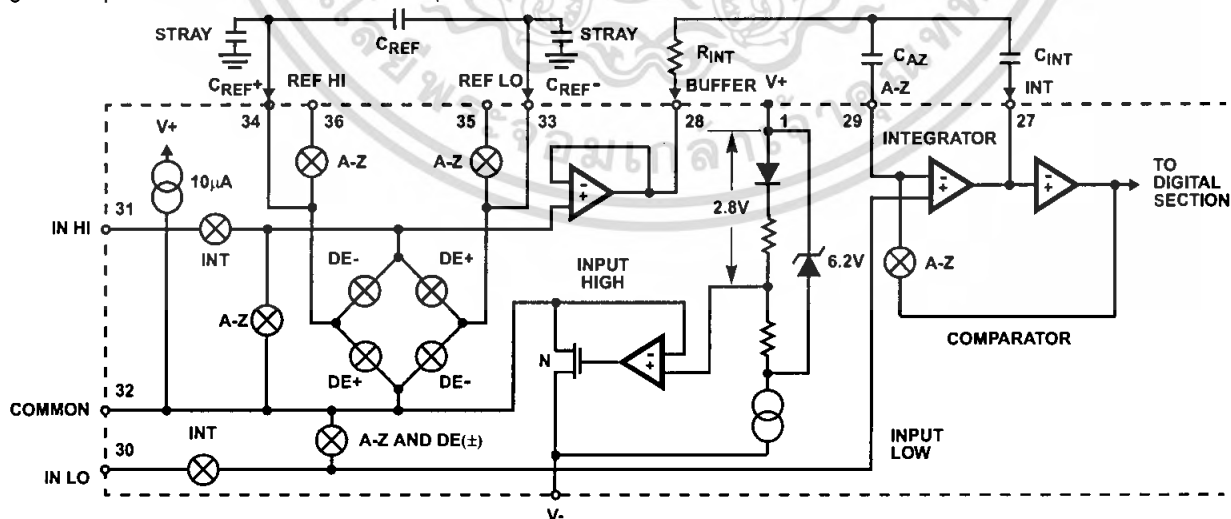 STRAY
CREF
STRAY
RINT
CAZ
CINT
CREF+
REF HI
REF LO
CREF-
BUFFER
V+
A-Z
INT
34
36
35
33
28
1
29
27
V+
10μA
A-Z
A-Z
INTEGRATOR
TO
DIGITAL
SECTION
2.8V
6.2V
31
IN HI
INT
DE-
DE+
INPUT
HIGH
A-Z
A-Z
COMPARATOR
N
DE+
DE-
32
COMMON
INT
A-Z AND DE(±)
30
IN LO
INPUT
LOW
V-